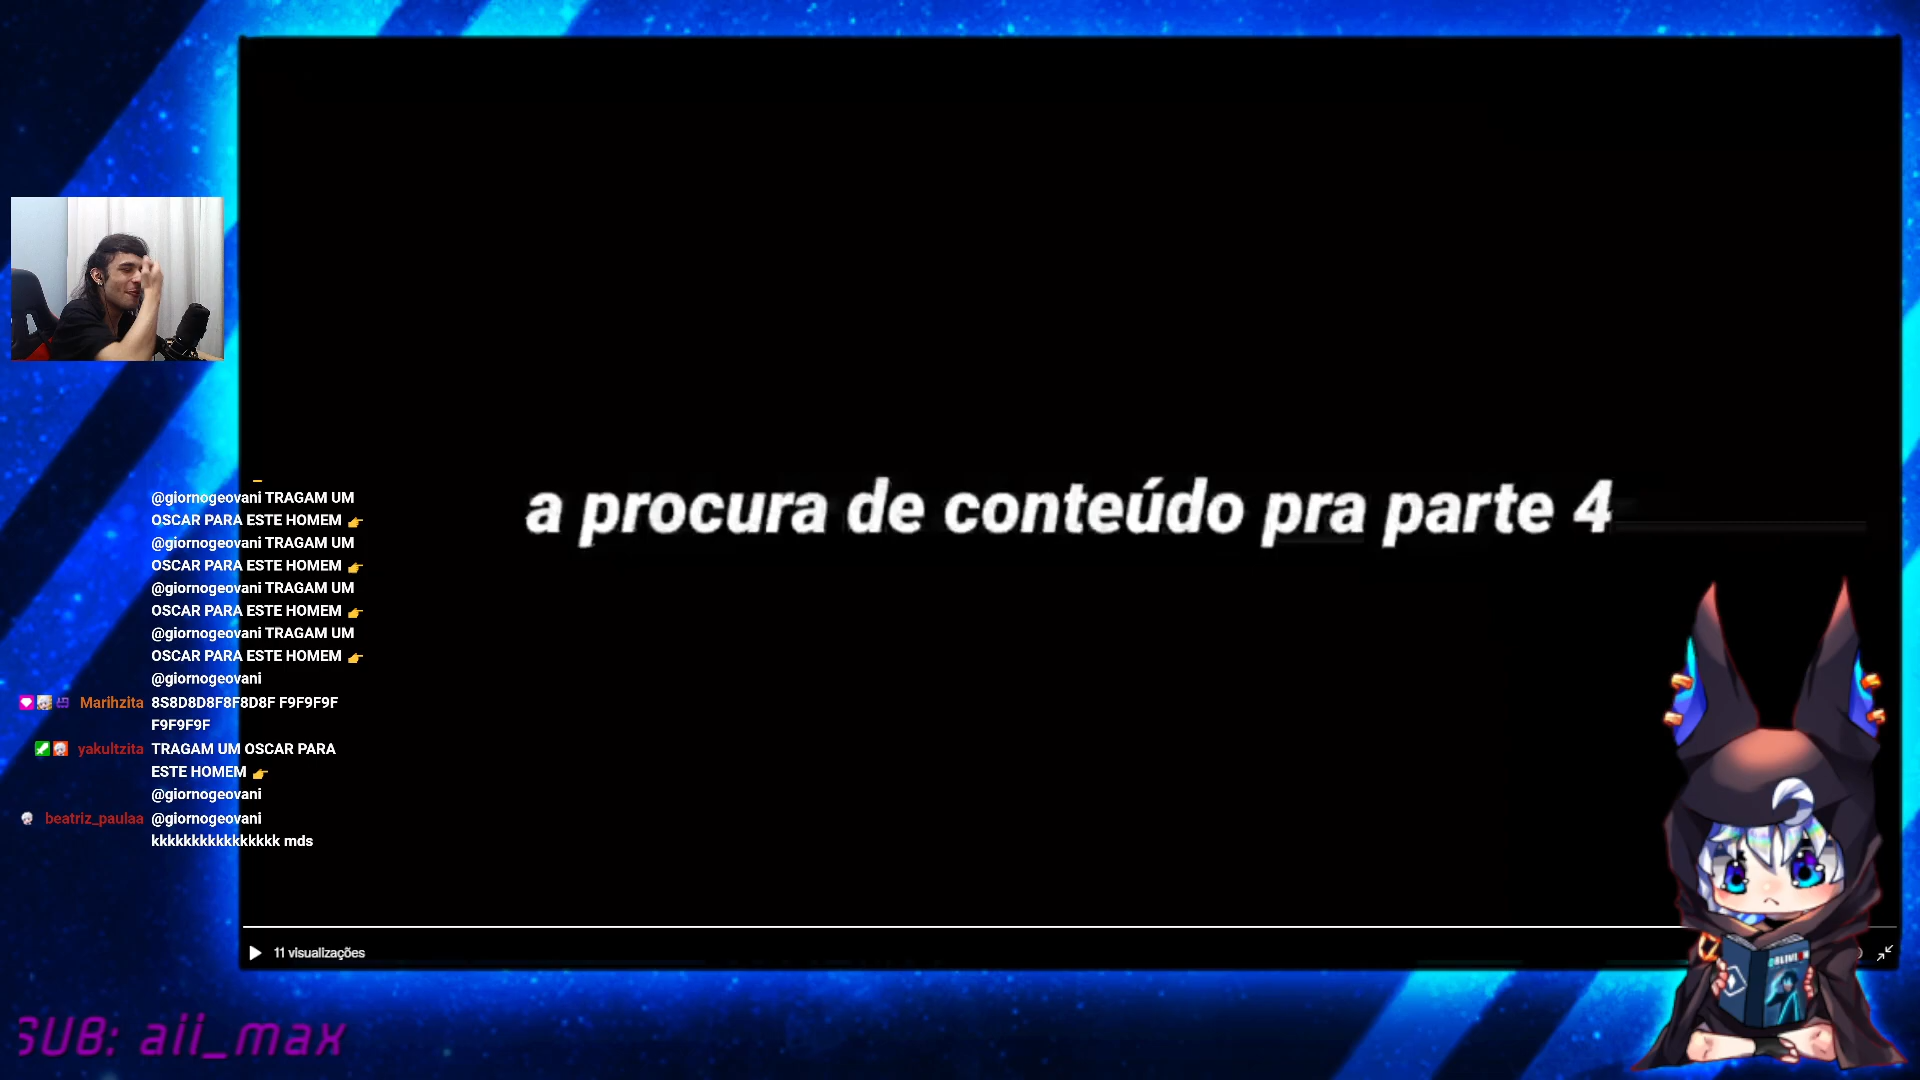 a procura de conteúdo pra parte 4
@giornogeovani TRAGAM UM
OSCAR PARA ESTE HOMEM 👉
@giornogeovani TRAGAM UM
OSCAR PARA ESTE HOMEM 👉
@giornogeovani TRAGAM UM
OSCAR PARA ESTE HOMEM 👉
@giornogeovani TRAGAM UM
OSCAR PARA ESTE HOMEM 👉
@giornogeovani
Marihzita 8S8D8D8F8F8D8F F9F9F9F
F9F9F9F
yakultzita TRAGAM UM OSCAR PARA
ESTE HOMEM 👉
@giornogeovani
beatriz_paulaa @giornogeovani
kkkkkkkkkkkkkkkk mds
11 visualizações
SUB: aii_max